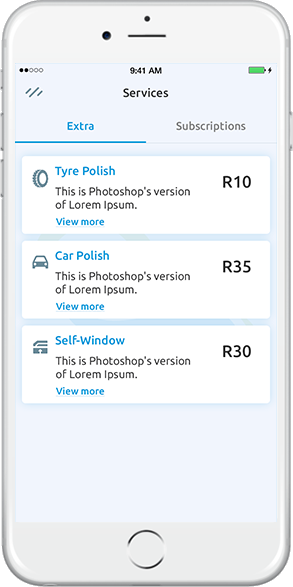 9:41 AM
Services
Extra
Subscriptions
Tyre Polish
R10
This is Photoshop's version
of Lorem Ipsum.
View more
Car Polish
R35
This is Photoshop's version
of Lorem Ipsum.
View more
Self-Window
R30
This is Photoshop's version
of Lorem Ipsum.
View more